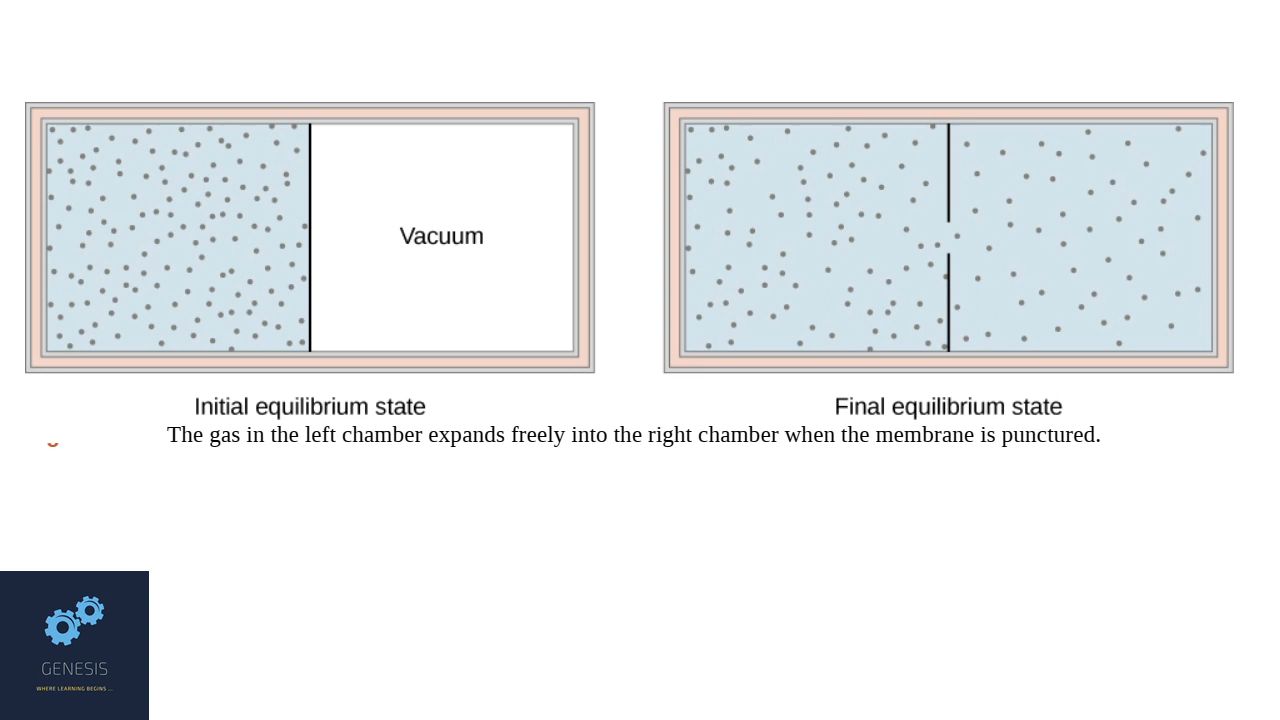 Vacuum
Initial equilibrium state
Final equilibrium state
The gas in the left chamber expands freely into the right chamber when the membrane is punctured.
GENESIS
WHERE LEARNING BEGINS ...